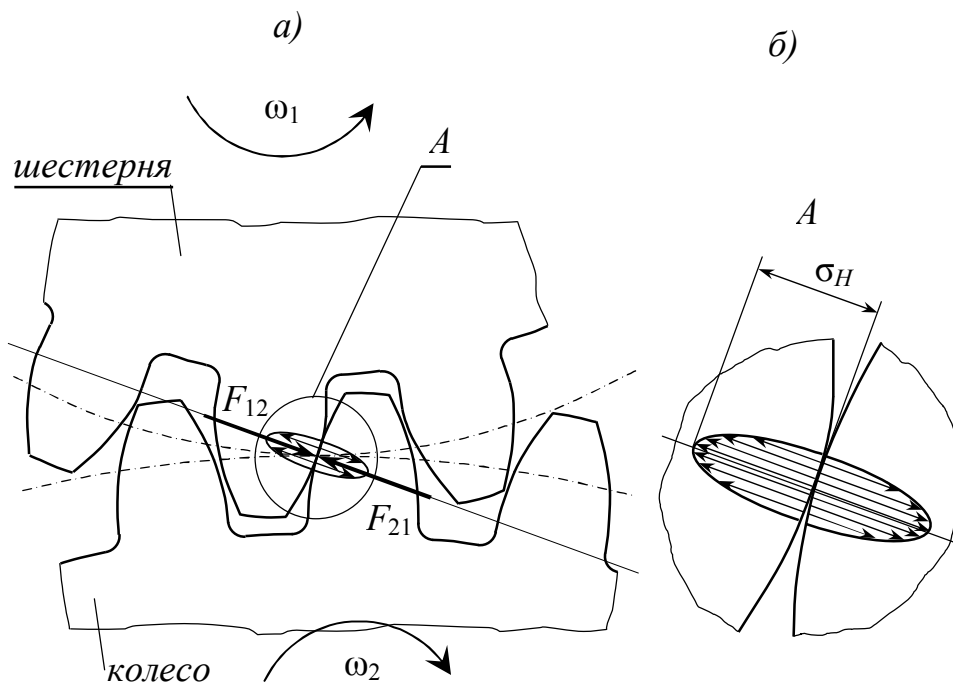 а)
б)
ω1
А
шестерня
А
σH
F12
F21
колесо
ω2